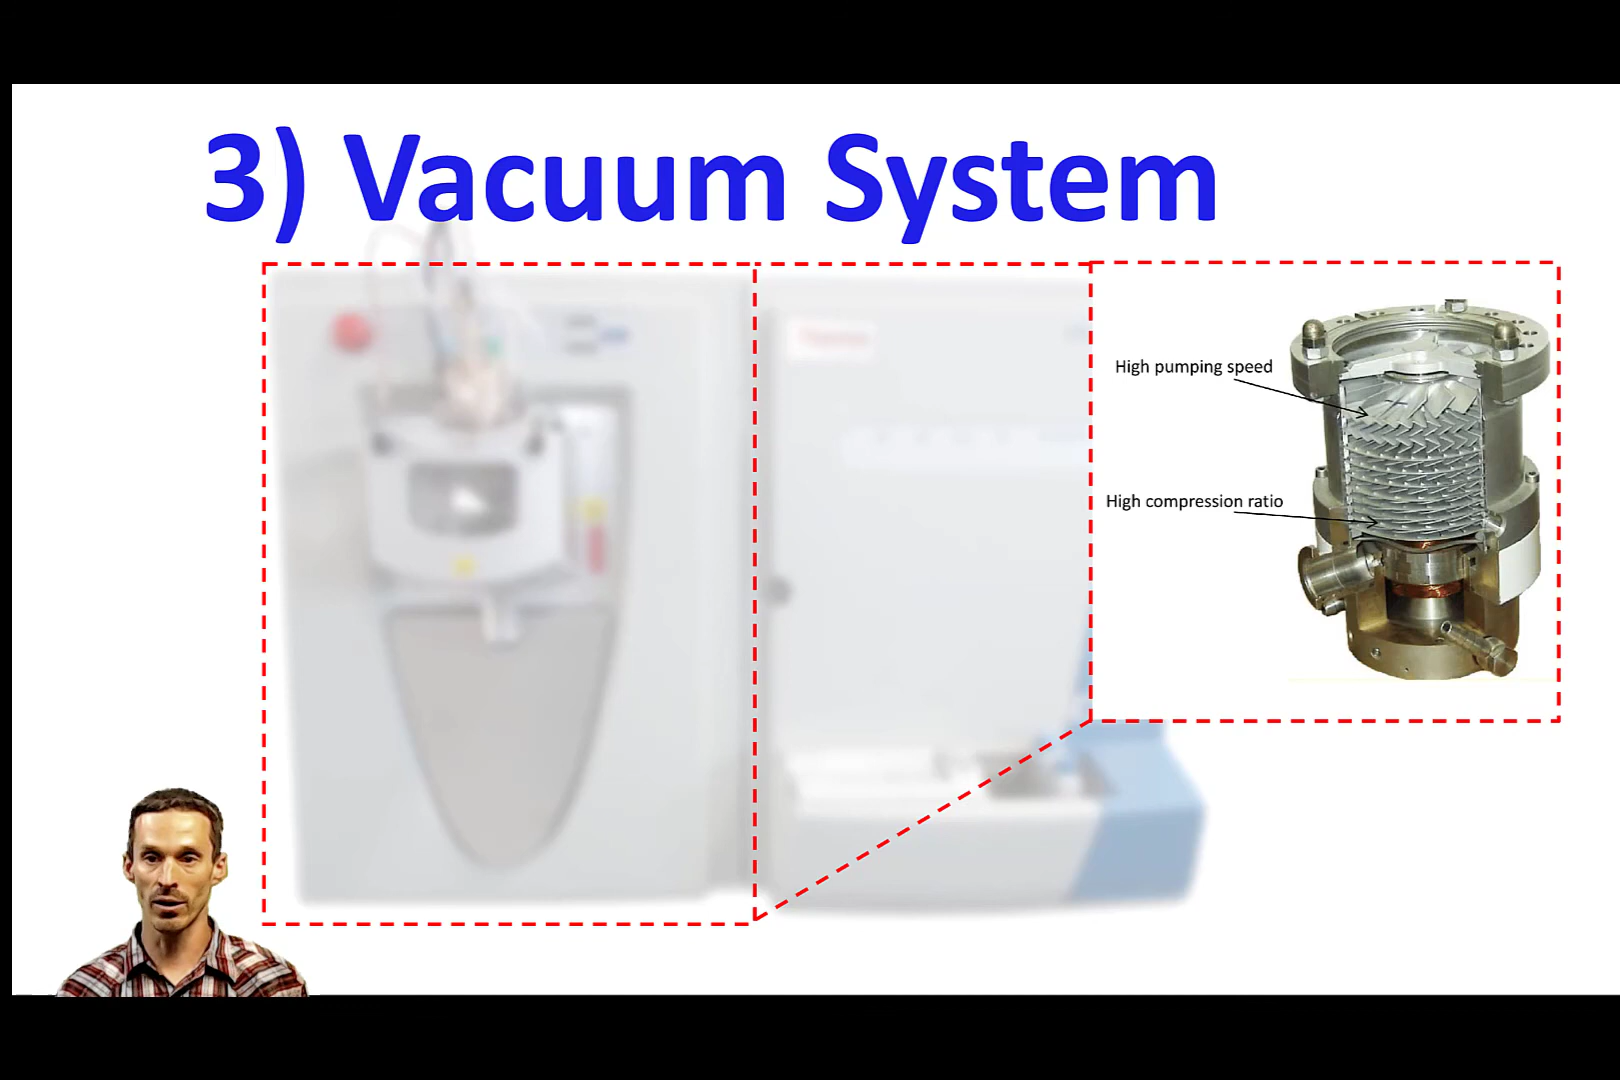 3) Vacuum System
High pumping speed
High compression ratio